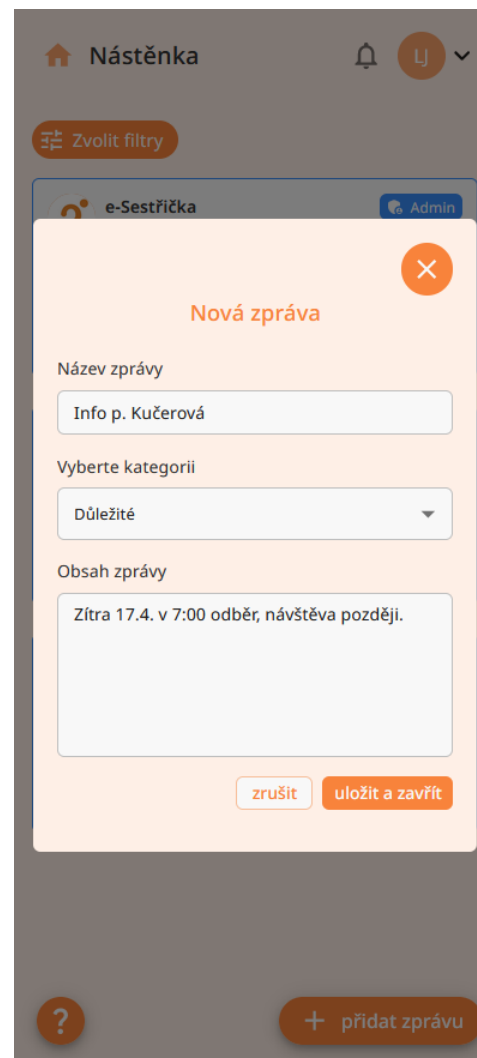 Nástěnka
LJ
Zvolit filtry
e-Sestřička
Admin
Nová zpráva
Název zprávy
Info p. Kučerová
Vyberte kategorii
Důležité
Obsah zprávy
Zítra 17.4. v 7:00 odběr, návštěva později.
zrušit
uložit a zavřít
?
+ přidat zprávu